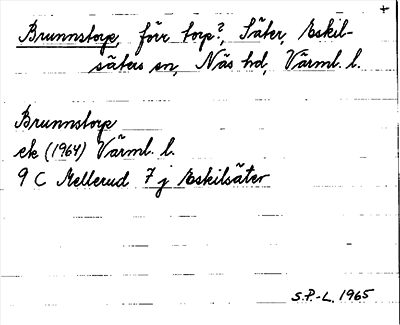 +
Brunnstorp, förr torp?, Säter, Eskil-
säters sn, Näs hd, Värml. l.
Brunnstorp
ek (1964) Värml. l.
9 C Mellerud 7 j Eskilsäter
S.P.-L. 1965